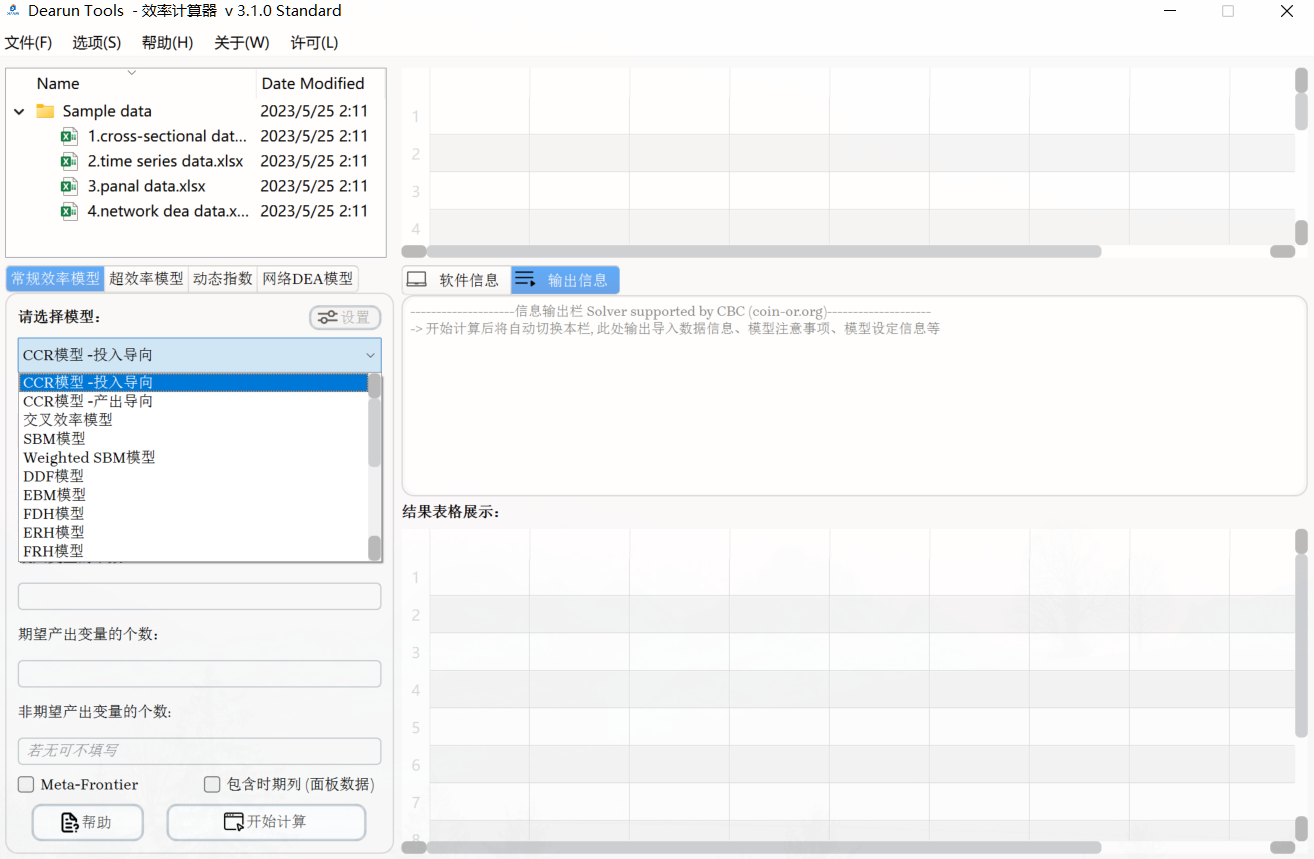 Dearun Tools - 效率计算器 v 3.1.0 Standard
文件(F) 选项(S) 帮助(H) 关于(W) 许可(L)
Name Date Modified
Sample data 2023/5/25 2:11
1.cross-sectional dat... 2023/5/25 2:11
2.time series data.xlsx 2023/5/25 2:11
3.panal data.xlsx 2023/5/25 2:11
4.network dea data.x... 2023/5/25 2:11
1
2
3
4
常规效率模型 超效率模型 动态指数 网络DEA模型
请选择模型:
设置
CCR模型 -投入导向
CCR模型 -投入导向
CCR模型 -产出导向
交叉效率模型
SBM模型
Weighted SBM模型
DDF模型
EBM模型
FDH模型
ERH模型
FRH模型
期望产出变量的个数:
非期望产出变量的个数:
若无可不填写
Meta-Frontier 包含时期列 (面板数据)
帮助 开始计算
软件信息 输出信息
--------------------信息输出栏 Solver supported by CBC (coin-or.org)--------------------
-> 开始计算后将自动切换本栏, 此处输出导入数据信息、模型注意事项、模型设定信息等
结果表格展示:
1
2
3
4
5
6
7
8